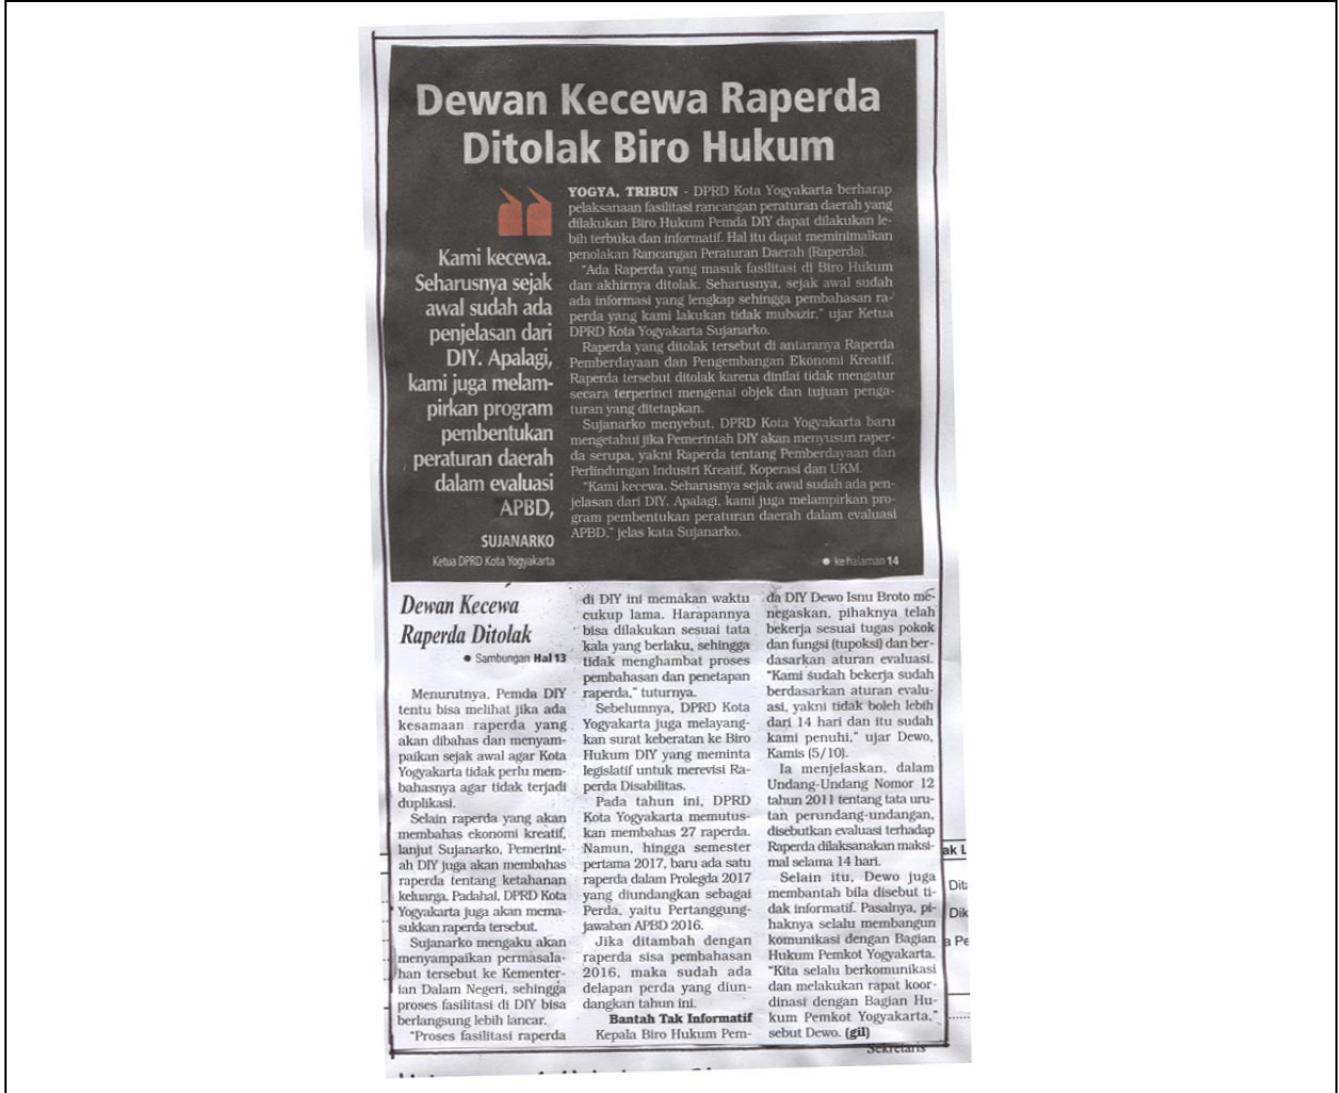 Dewan Kecewa Raperda
Ditolak Biro Hukum
Kami kecewa.
Seharusnya sejak
awal sudah ada
penjelasan dari
DIY. Apalagi,
kami juga melam-
pirkan program
pembentukan
peraturan daerah
dalam evaluasi
APBD,
SUJANARKO
Ketua DPRD Kota Yogyakarta
YOGYA, TRIBUN - DPRD Kota Yogyakarta berharap
pelaksanaan fasilitasi rancangan peraturan daerah yang
dilakukan Biro Hukum Pemda DIY dapat dilakukan le-
bih terbuka dan informatif. Hal itu dapat meminimalkan
penolakan Rancangan Peraturan Daerah (Raperda).
"Ada Raperda yang masuk fasilitasi di Biro Hukum
dan akhirnya ditolak. Seharusnya, sejak awal sudah
ada informasi yang lengkap sehingga pembahasan ra-
perda yang kami lakukan tidak mubazir," ujar Ketua
DPRD Kota Yogyakarta Sujanarko.
Raperda yang ditolak tersebut di antaranya Raperda
Pemberdayaan dan Pengembangan Ekonomi Kreatif.
Raperda tersebut ditolak karena dinilai tidak mengatur
secara terperinci mengenai objek dan tujuan penga-
turan yang ditetapkan.
Sujanarko menyebut, DPRD Kota Yogyakarta baru
mengetahui jika Pemerintah DIY akan menyusun raper-
da serupa, yakni Raperda tentang Pemberdayaan dan
Perlindungan Industri Kreatif, Koperasi dan UKM.
"Kami kecewa. Seharusnya sejak awal sudah ada pen-
jelasan dari DIY. Apalagi, kami juga melampirkan pro-
gram pembentukan peraturan daerah dalam evaluasi
APBD," jelas kata Sujanarko.
● ke halaman 14
Dewan Kecewa
Raperda Ditolak
● Sambungan Hal 13
Menurutnya, Pemda DIY
tentu bisa melihat jika ada
kesamaan raperda yang
akan dibahas dan menyam-
paikan sejak awal agar Kota
Yogyakarta tidak perlu mem-
bahasnya agar tidak terjadi
duplikasi.
Selain raperda yang akan
membahas ekonomi kreatif,
lanjut Sujanarko, Pemerint-
ah DIY juga akan membahas
raperda tentang ketahanan
keluarga. Padahal, DPRD Kota
Yogyakarta juga akan mema-
sukkan raperda tersebut.
Sujanarko mengaku akan
menyampaikan permasala-
han tersebut ke Kementer-
ian Dalam Negeri, sehingga
proses fasilitasi di DIY bisa
berlangsung lebih lancar.
"Proses fasilitasi raperda
di DIY ini memakan waktu
cukup lama. Harapannya
bisa dilakukan sesuai tata
kala yang berlaku, sehingga
tidak menghambat proses
pembahasan dan penetapan
raperda," tuturnya.
Sebelumnya, DPRD Kota
Yogyakarta juga melayang-
kan surat keberatan ke Biro
Hukum DIY yang meminta
legislatif untuk merevisi Ra-
perda Disabilitas.
Pada tahun ini, DPRD
Kota Yogyakarta memutus-
kan membahas 27 raperda.
Namun, hingga semester
pertama 2017, baru ada satu
raperda dalam Prolegda 2017
yang diundangkan sebagai
Perda, yaitu Pertanggung-
jawaban APBD 2016.
Jika ditambah dengan
raperda sisa pembahasan
2016, maka sudah ada
delapan perda yang diun-
dangkan tahun ini.
Bantah Tak Informatif
Kepala Biro Hukum Pem-
da DIY Dewo Isnu Broto me-
negaskan, pihaknya telah
bekerja sesuai tugas pokok
dan fungsi (tupoksi) dan ber-
dasarkan aturan evaluasi.
"Kami sudah bekerja sudah
berdasarkan aturan evalu-
asi, yakni tidak boleh lebih
dari 14 hari dan itu sudah
kami penuhi," ujar Dewo,
Kamis (5/10).
Ia menjelaskan, dalam
Undang-Undang Nomor 12
tahun 2011 tentang tata uru-
tan perundang-undangan,
disebutkan evaluasi terhadap
Raperda dilaksanakan maksi-
mal selama 14 hari.
Selain itu, Dewo juga
membantah bila disebut ti-
dak informatif. Pasalnya, pi-
haknya selalu membangun
komunikasi dengan Bagian
Hukum Pemkot Yogyakarta.
"Kita selalu berkomunikasi
dan melakukan rapat koor-
dinasi dengan Bagian Hu-
kum Pemkot Yogyakarta,"
sebut Dewo. (gil)
ak L
Dik
a Pe
Sekretaris